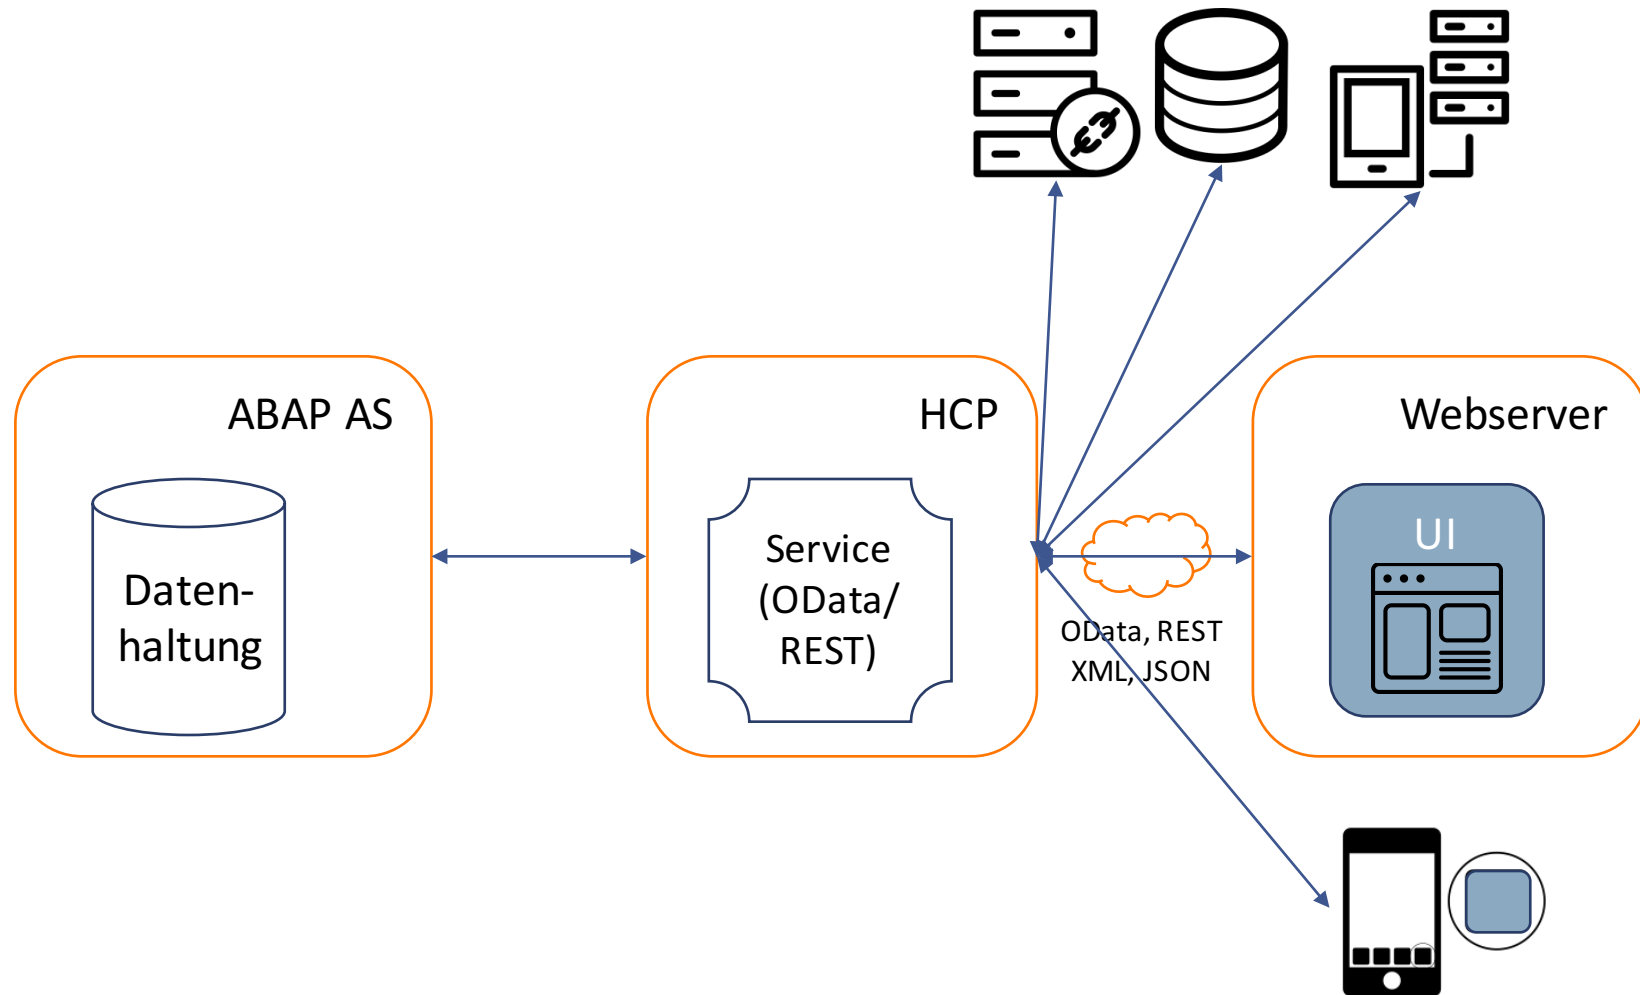 ABAP AS
Daten-
haltung
HCP
Service
(OData/
REST)
OData, REST
XML, JSON
Webserver
UI